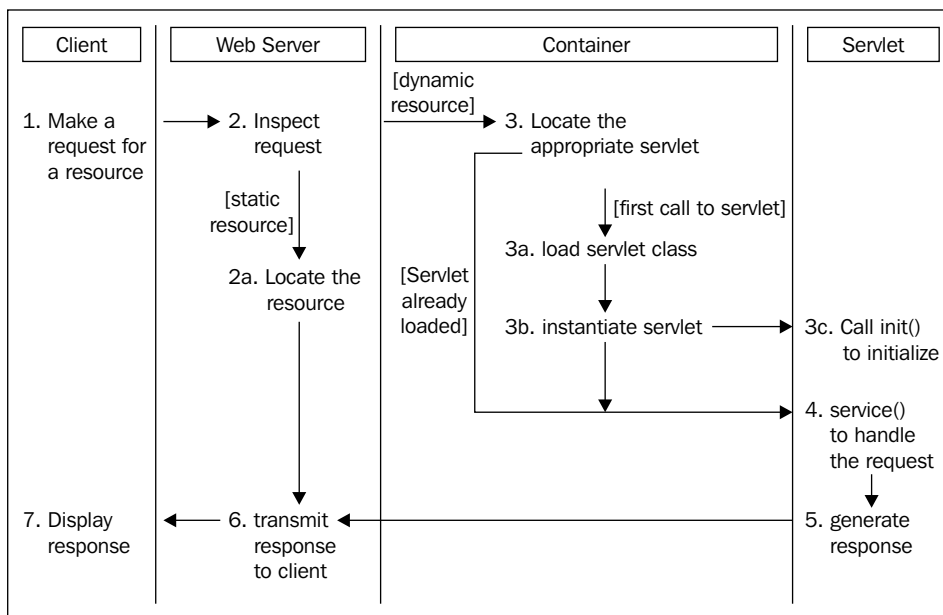 Client
Web Server
Container
Servlet
1. Make a
request for
a resource
2. Inspect
request
[dynamic
resource]
3. Locate the
appropriate servlet
[static
resource]
[first call to servlet]
2a. Locate the
resource
3a. load servlet class
[Servlet
already
loaded]
3b. instantiate servlet
3c. Call init()
to initialize
4. service()
to handle
the request
7. Display
response
6. transmit
response
to client
5. generate
response